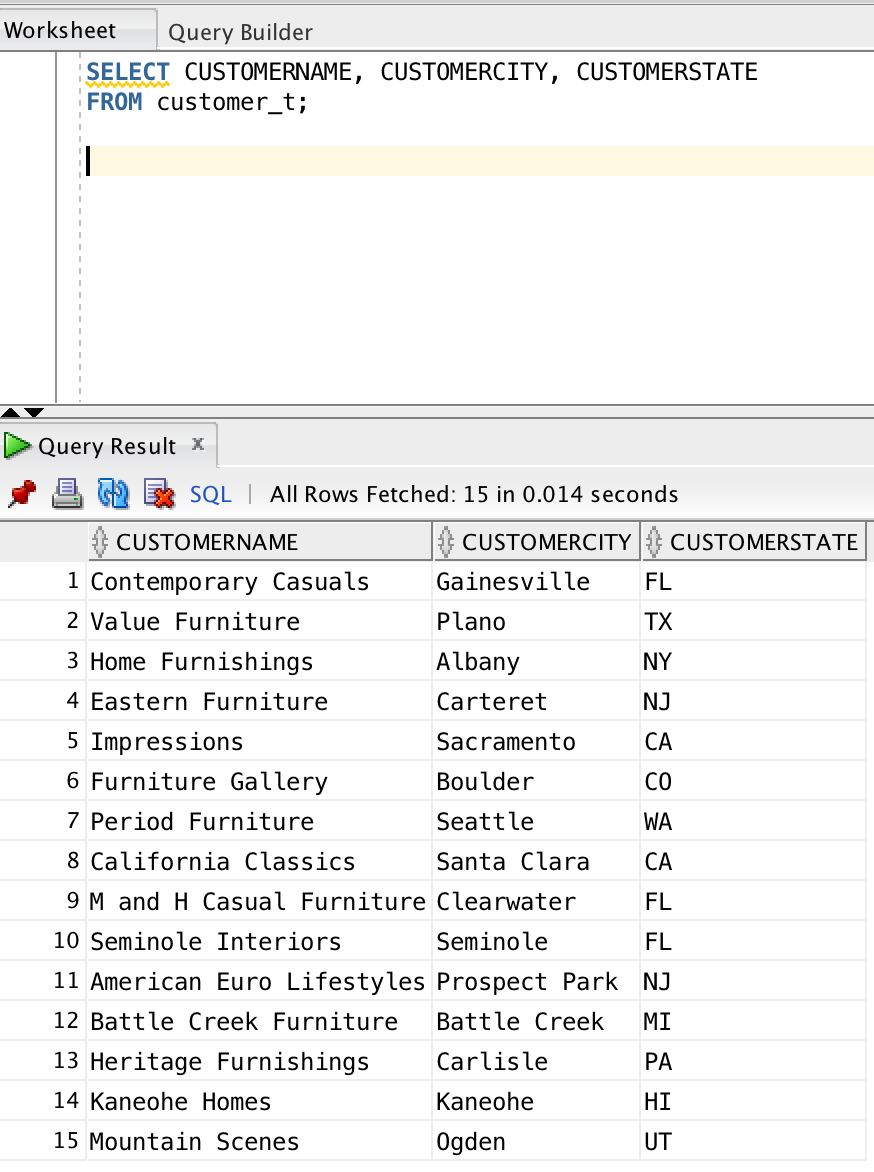 Worksheet Query Builder
SELECT CUSTOMERNAME, CUSTOMERCITY, CUSTOMERSTATE
FROM customer_t;
Query Result x
SQL | All Rows Fetched: 15 in 0.014 seconds
CUSTOMERNAME CUSTOMERCITY CUSTOMERSTATE
1 Contemporary Casuals Gainesville FL
2 Value Furniture Plano TX
3 Home Furnishings Albany NY
4 Eastern Furniture Carteret NJ
5 Impressions Sacramento CA
6 Furniture Gallery Boulder CO
7 Period Furniture Seattle WA
8 California Classics Santa Clara CA
9 M and H Casual Furniture Clearwater FL
10 Seminole Interiors Seminole FL
11 American Euro Lifestyles Prospect Park NJ
12 Battle Creek Furniture Battle Creek MI
13 Heritage Furnishings Carlisle PA
14 Kaneohe Homes Kaneohe HI
15 Mountain Scenes Ogden UT